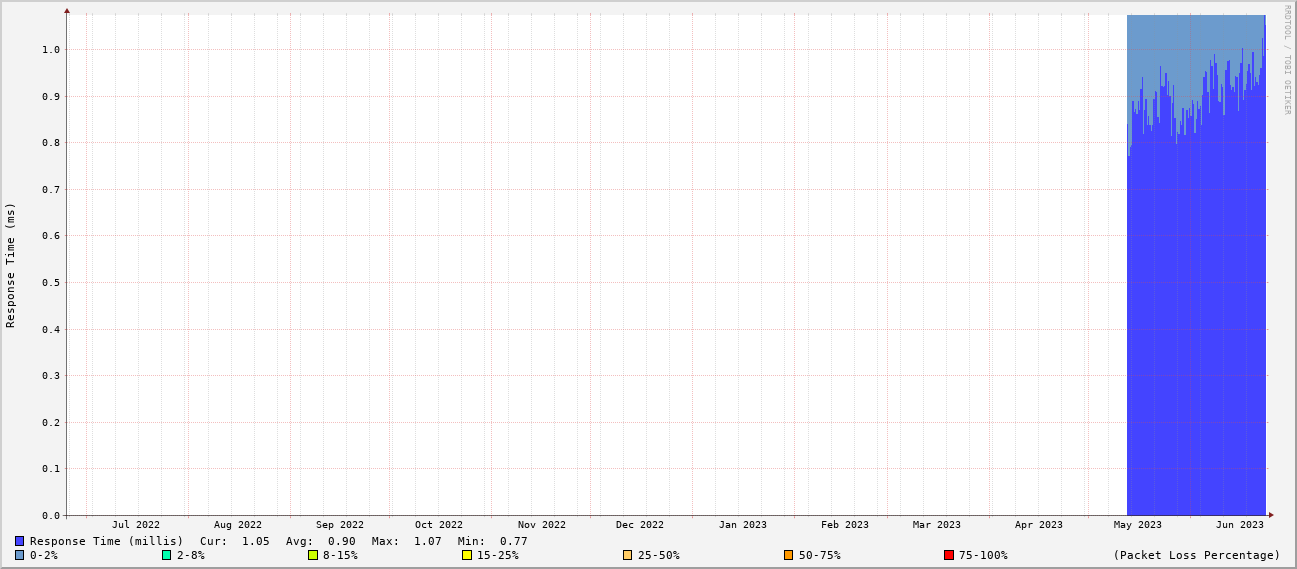 RRDTOOL / TOBI OETIKER
Response Time (ms)
1.0
0.9
0.8
0.7
0.6
0.5
0.4
0.3
0.2
0.1
0.0
Jul 2022 Aug 2022 Sep 2022 Oct 2022 Nov 2022 Dec 2022 Jan 2023 Feb 2023 Mar 2023 Apr 2023 May 2023 Jun 2023
Response Time (millis) Cur: 1.05 Avg: 0.90 Max: 1.07 Min: 0.77
0-2% 2-8% 8-15% 15-25% 25-50% 50-75% 75-100% (Packet Loss Percentage)